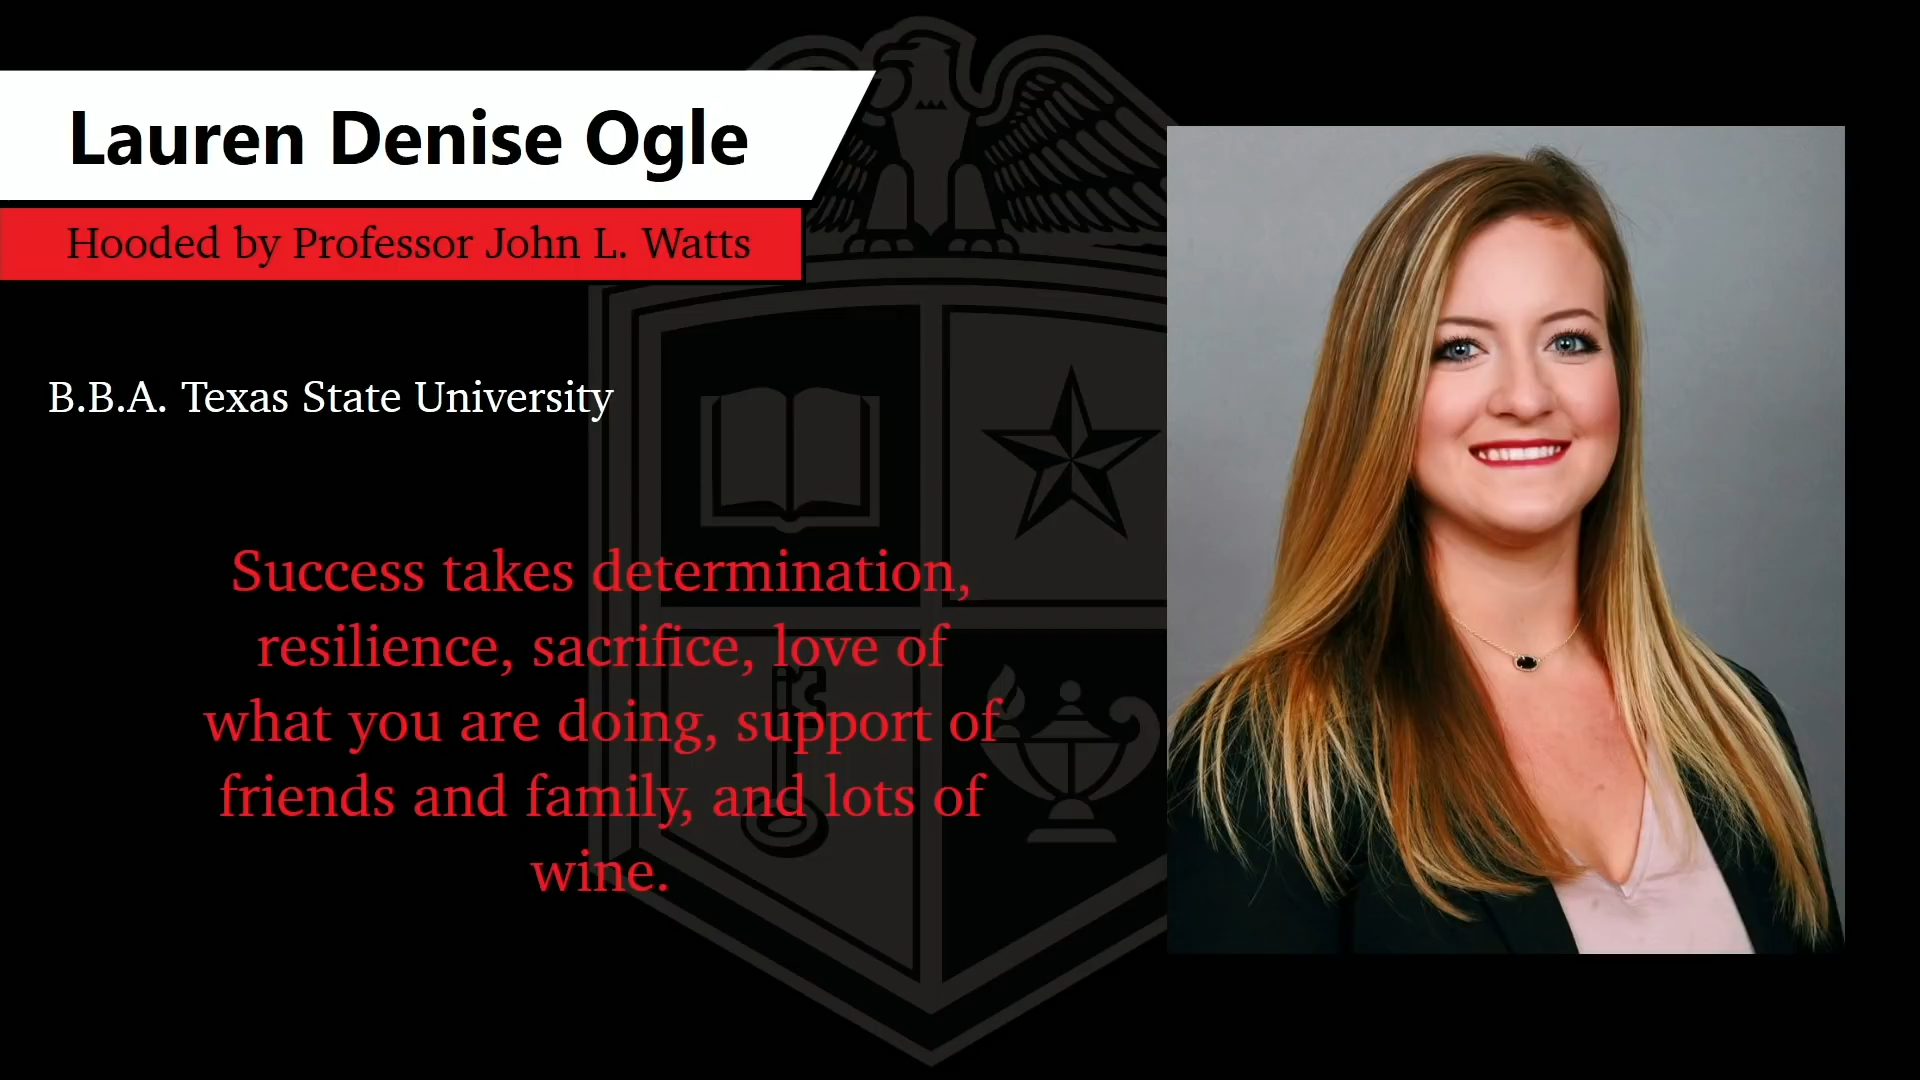 Lauren Denise Ogle
Hooded by Professor John L. Watts
B.B.A. Texas State University
Success takes determination,
resilience, sacrifice, love of
what you are doing, support of
friends and family, and lots of
wine.